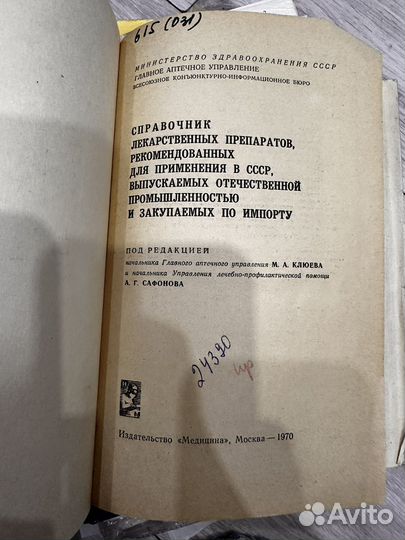 615 (031)
МИНИСТЕРСТВО ЗДРАВООХРАНЕНИЯ СССР
ГЛАВНОЕ АПТЕЧНОЕ УПРАВЛЕНИЕ
ВСЕСОЮЗНОЕ КОНЪЮНКТУРНО-ИНФОРМАЦИОННОЕ БЮРО
СПРАВОЧНИК
ЛЕКАРСТВЕННЫХ ПРЕПАРАТОВ,
РЕКОМЕНДОВАННЫХ
ДЛЯ ПРИМЕНЕНИЯ В СССР,
ВЫПУСКАЕМЫХ ОТЕЧЕСТВЕННОЙ
ПРОМЫШЛЕННОСТЬЮ
И ЗАКУПАЕМЫХ ПО ИМПОРТУ
ПОД РЕДАКЦИЕЙ
начальника Главного аптечного управления М. А. КЛЮЕВА
и начальника Управления лечебно-профилактической помощи
А. Г. САФОНОВА
24390
Издательство «Медицина», Москва — 1970
Avito